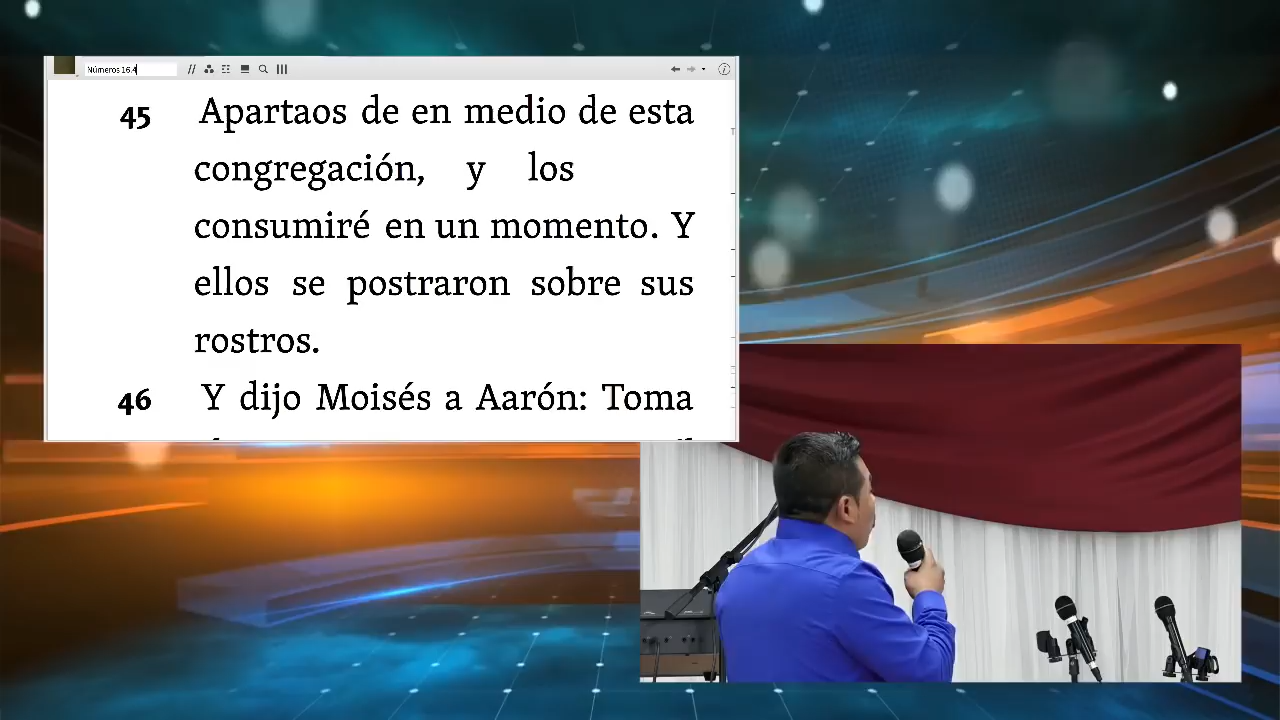 Números 16.4
45 Apartaos de en medio de esta
congregación, y los
consumiré en un momento. Y
ellos se postraron sobre sus
rostros.
46 Y dijo Moisés a Aarón: Toma